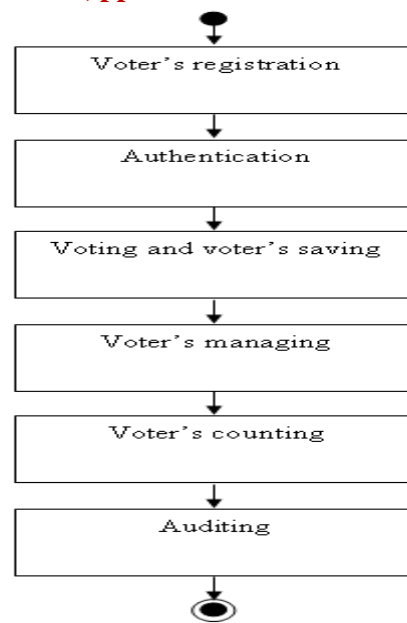 Voter's registration
Authentication
Voting and voter's saving
Voter's managing
Voter's counting
Auditing